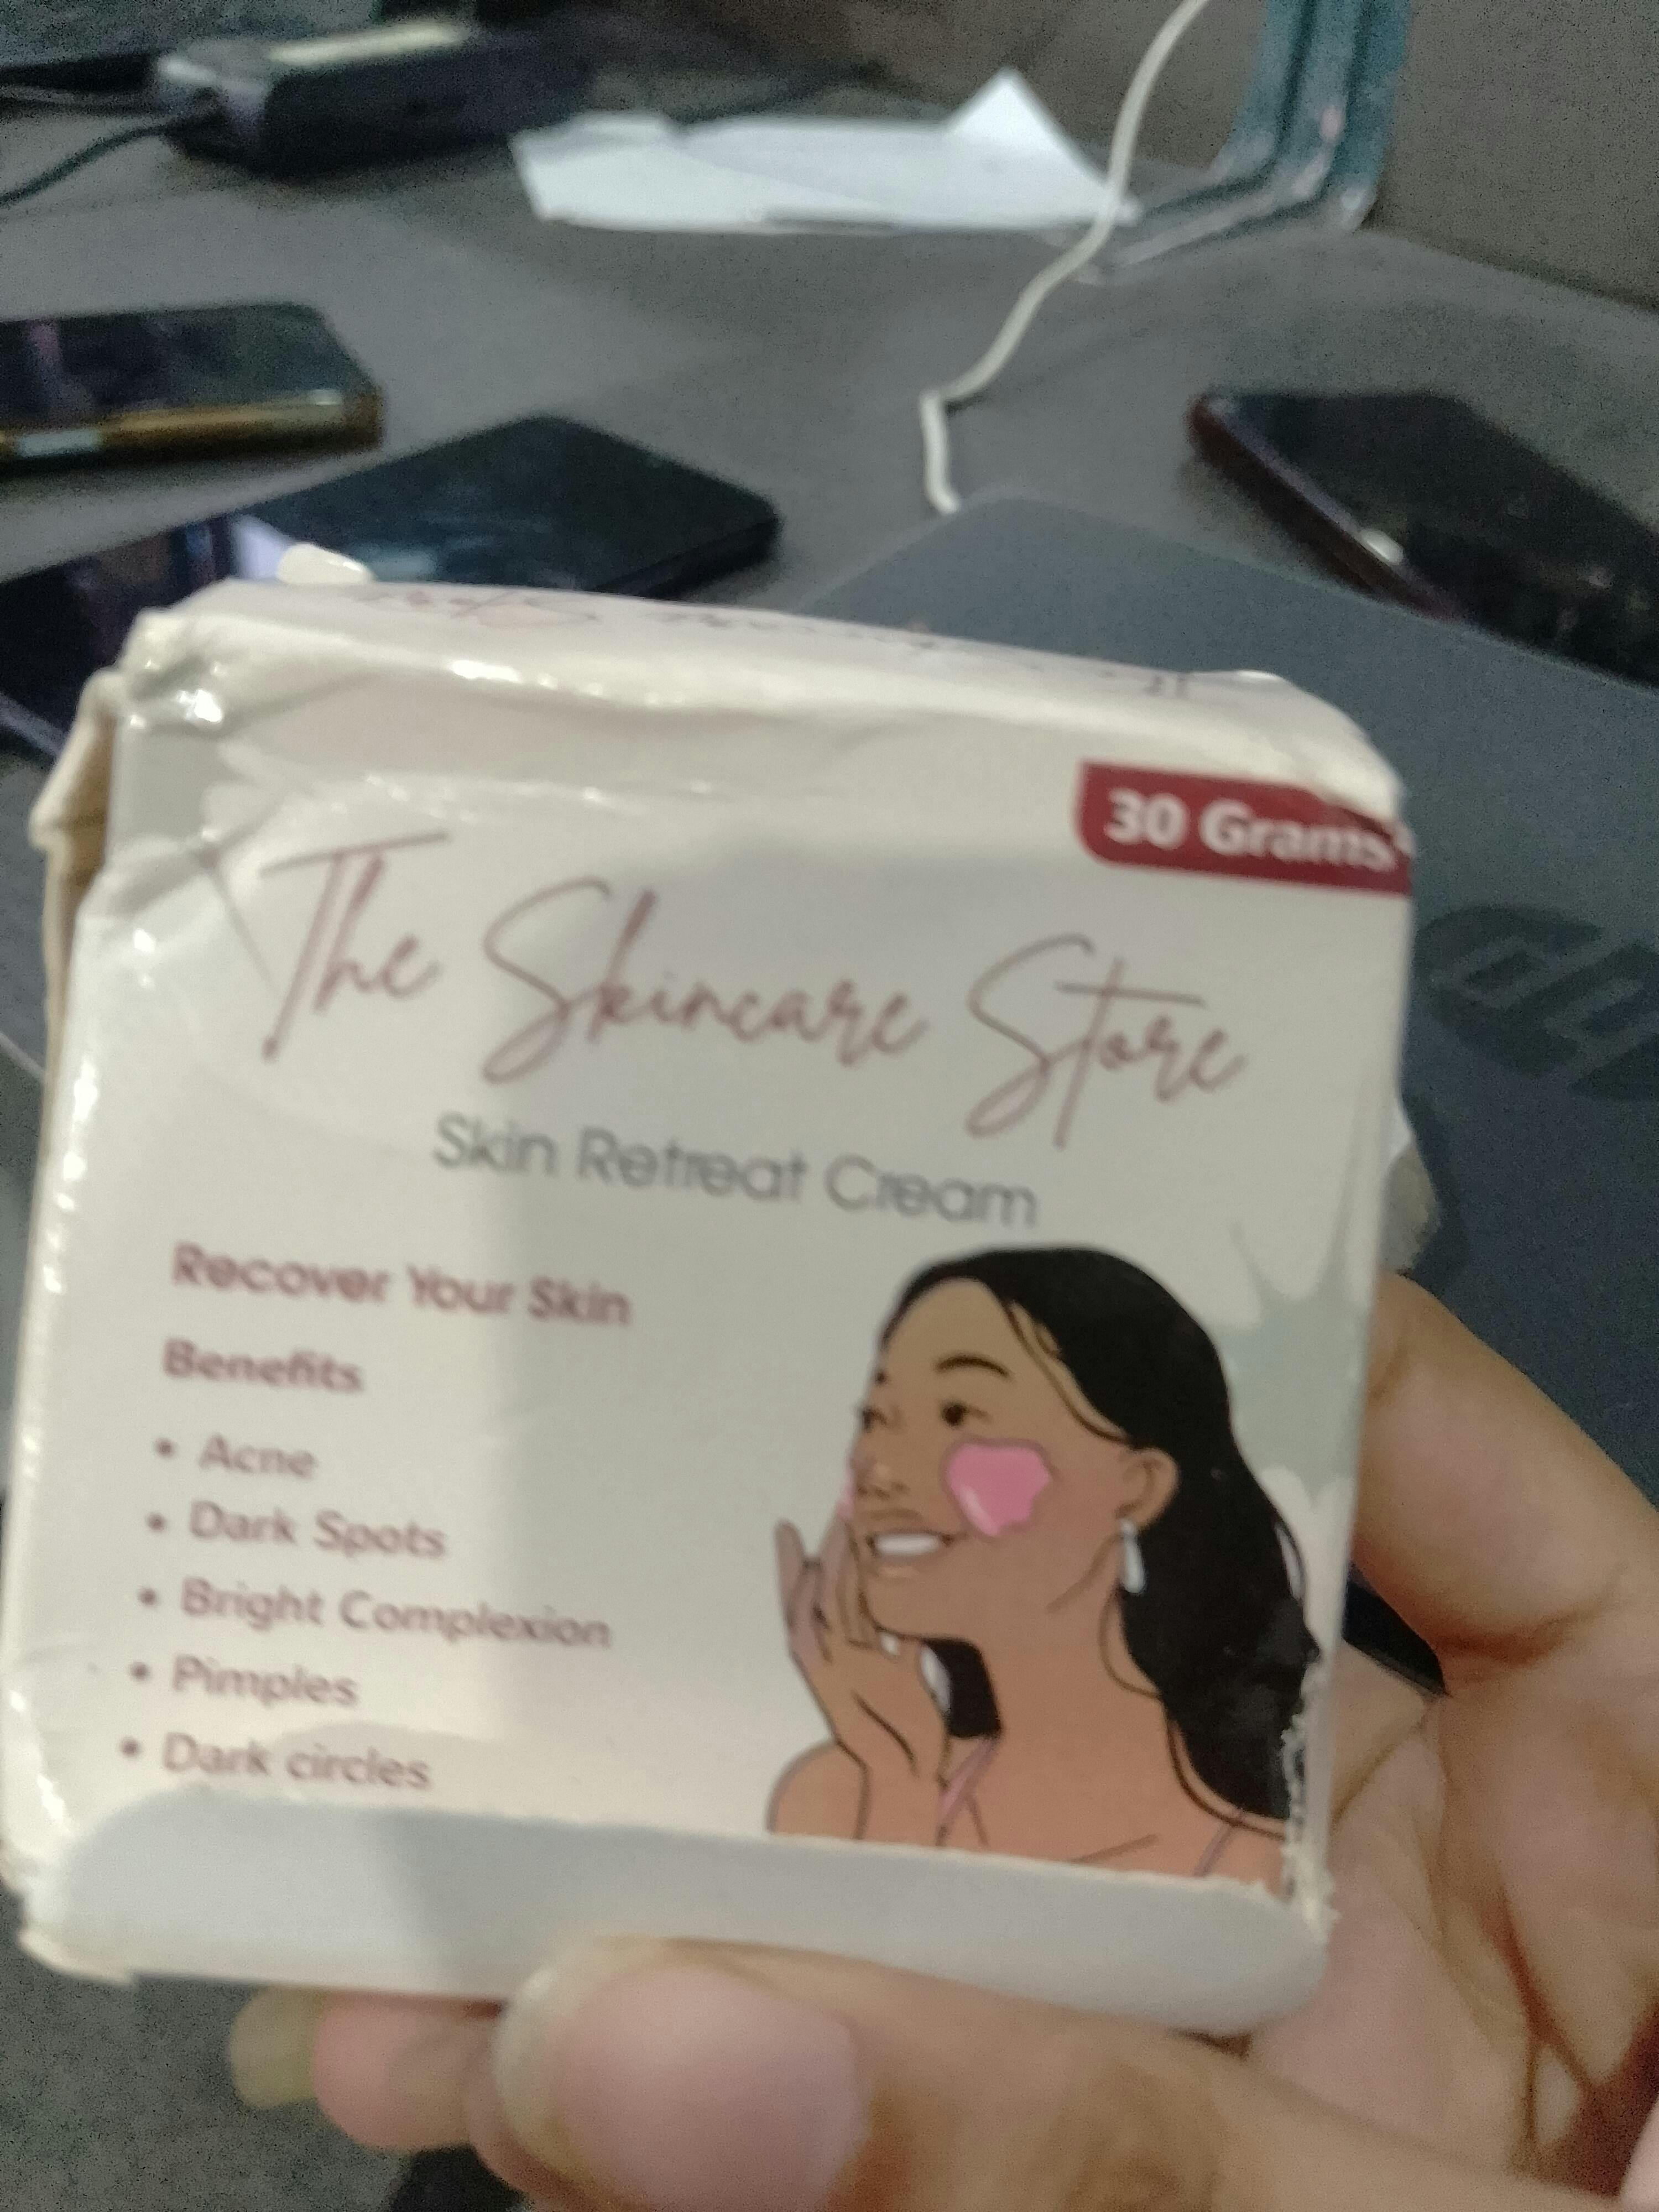 30 Grams
The Skincare Store
Skin Retreat Cream
Recover Your Skin
Benefits
• Acne
• Dark Spots
• Bright Complexion
• Pimples
• Dark circles
hp